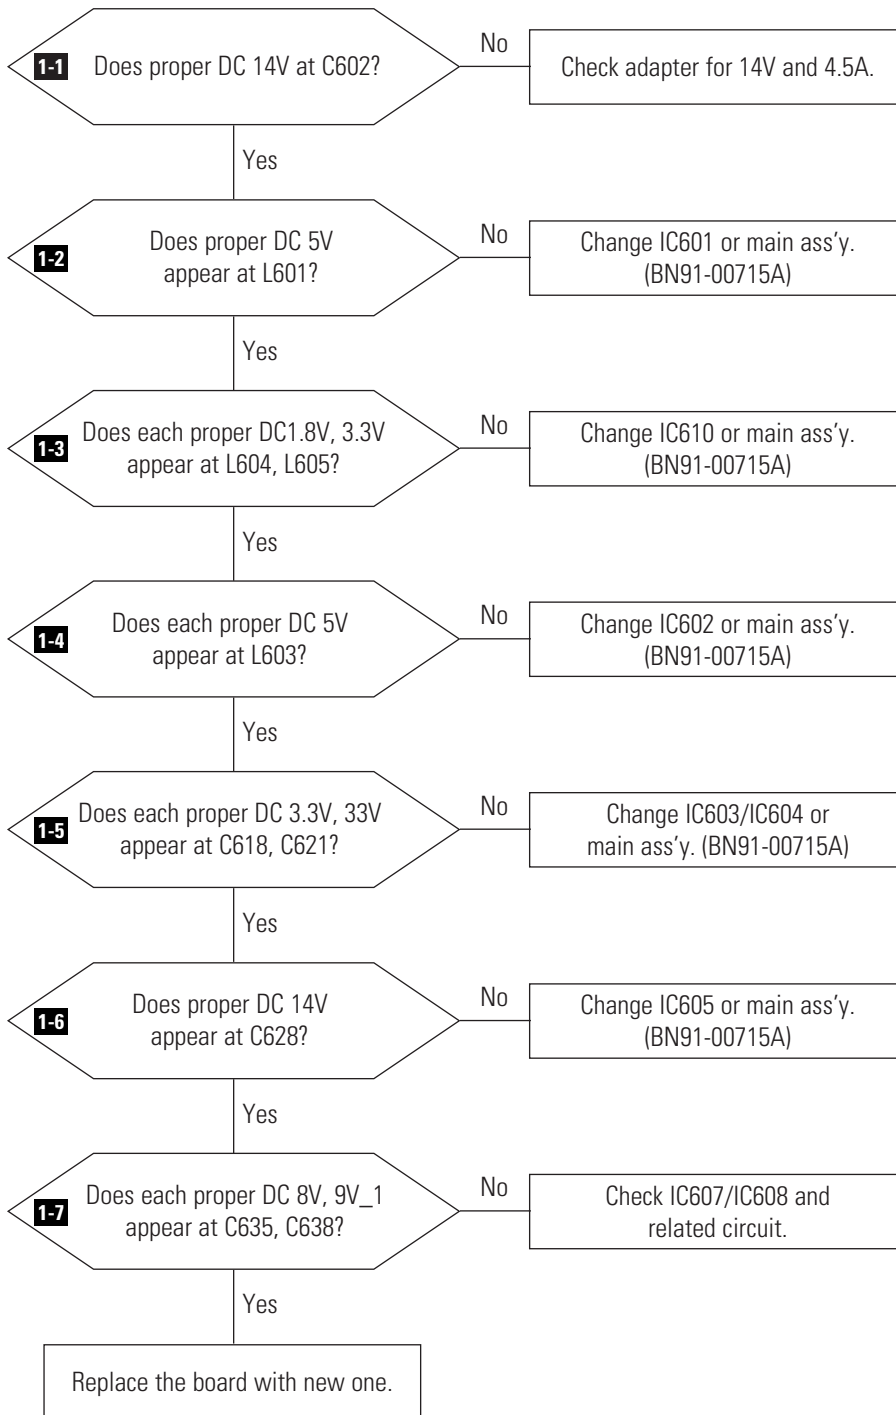 1-1 Does proper DC 14V at C602?
No
Check adapter for 14V and 4.5A.
Yes
1-2
Does proper DC 5V
appear at L601?
No
Change IC601 or main ass’y.
(BN91-00715A)
Yes
1-3
Does each proper DC1.8V, 3.3V
appear at L604, L605?
No
Change IC610 or main ass’y.
(BN91-00715A)
Yes
1-4
Does each proper DC 5V
appear at L603?
No
Change IC602 or main ass’y.
(BN91-00715A)
Yes
1-5
Does each proper DC 3.3V, 33V
appear at C618, C621?
No
Change IC603/IC604 or
main ass’y. (BN91-00715A)
Yes
1-6
Does proper DC 14V
appear at C628?
No
Change IC605 or main ass’y.
(BN91-00715A)
Yes
1-7
Does each proper DC 8V, 9V_1
appear at C635, C638?
No
Check IC607/IC608 and
related circuit.
Yes
Replace the board with new one.